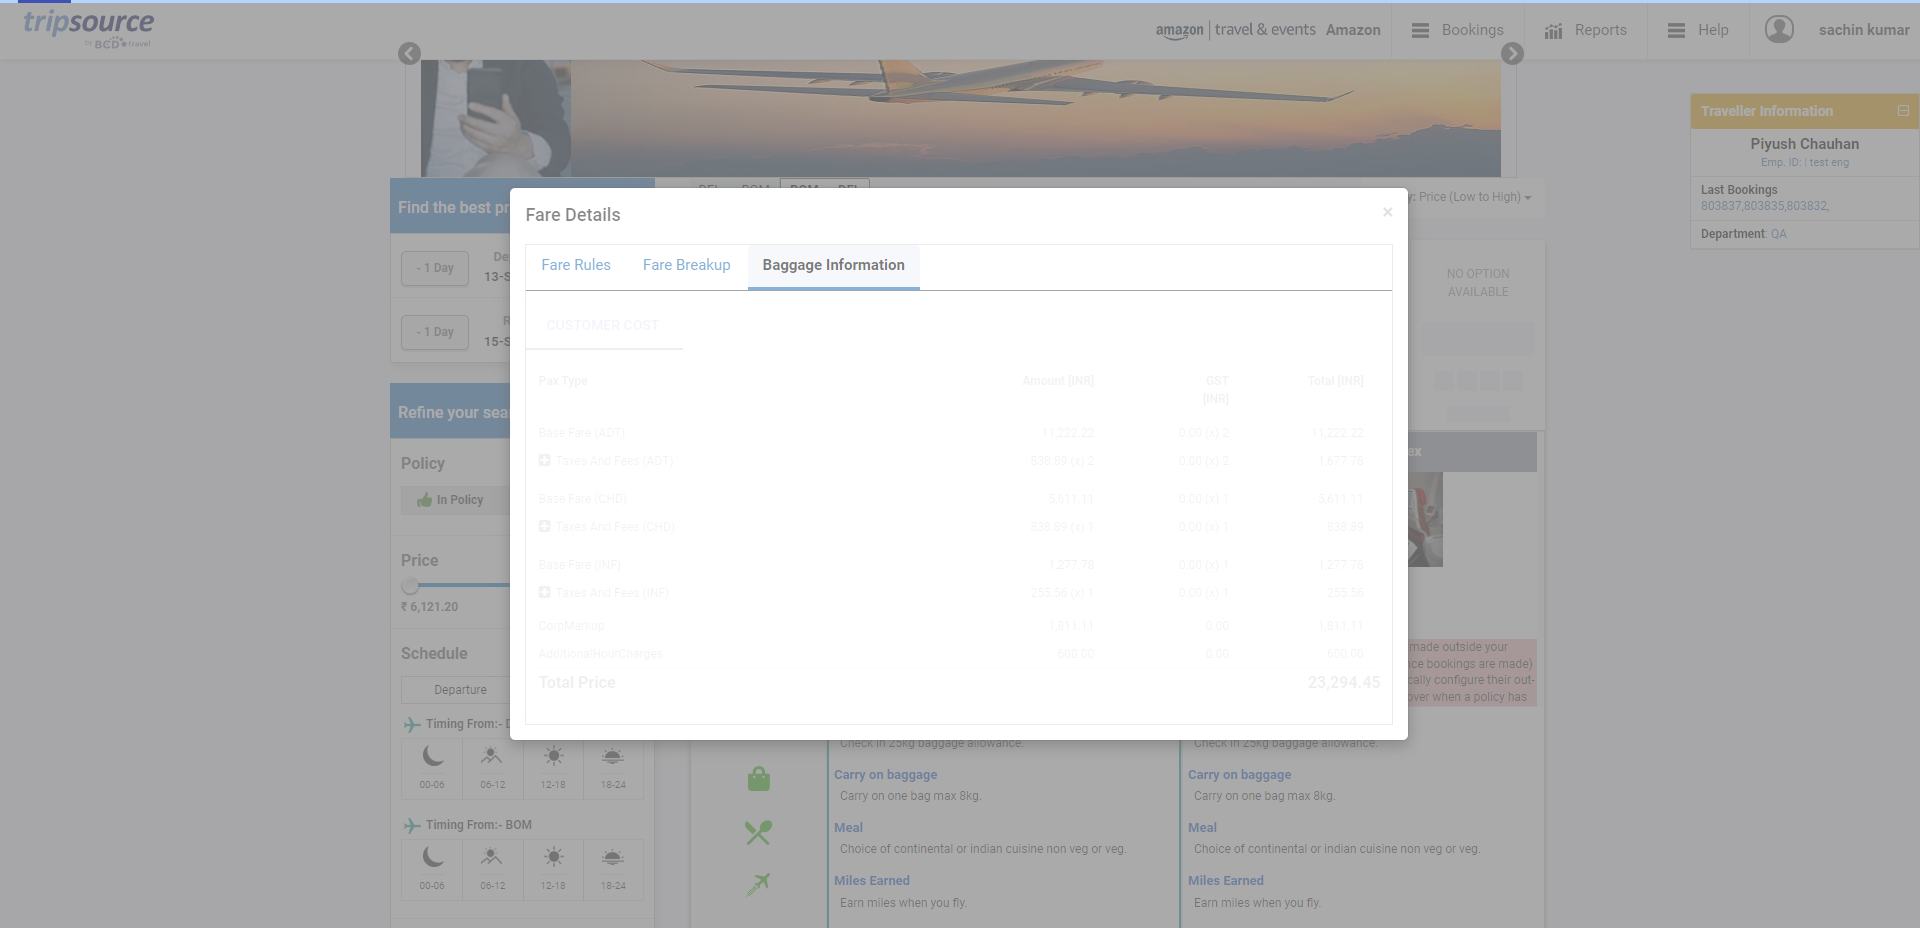 tripsource
by BCD travel
amazon travel & events Amazon
Bookings
Reports
Help
sachin kumar
Traveller Information
Piyush Chauhan
Emp. ID: | test eng
Last Bookings
803837,803835,803832,
Department: QA
DEL BOM BOM DEL
y: Price (Low to High)
Find the best pr
- 1 Day
De
13-S
- 1 Day
R
15-S
Refine your sear
Policy
In Policy
Price
₹ 6,121.20
Schedule
Departure
Timing From:- D
00-06
06-12
12-18
18-24
Timing From:- BOM
00-06
06-12
12-18
18-24
Fare Details
×
Fare Rules
Fare Breakup
Baggage Information
CUSTOMER COST
Pax Type Amount [INR] GST [INR] Total [INR]
Base Fare (ADT) 11,222.22 0.00 (x) 2 11,222.22
Taxes And Fees (ADT) 838.89 (x) 2 0.00 (x) 2 1,677.78
Base Fare (CHD) 5,611.11 0.00 (x) 1 5,611.11
Taxes And Fees (CHD) 838.89 (x) 1 0.00 (x) 1 838.89
Base Fare (INF) 1,277.78 0.00 (x) 1 1,277.78
Taxes And Fees (INF) 255.56 (x) 1 0.00 (x) 1 255.56
CorpMarkup 1,811.11 0.00 1,811.11
AdditionalHourCharges 600.00 0.00 600.00
Total Price 23,294.45
NO OPTION
AVAILABLE
ex
made outside your
nce bookings are made)
cally configure their out-
over when a policy has
Check in 25kg baggage allowance.
Carry on baggage
Carry on one bag max 8kg.
Meal
Choice of continental or indian cuisine non veg or veg.
Miles Earned
Earn miles when you fly.
Check in 25kg baggage allowance.
Carry on baggage
Carry on one bag max 8kg.
Meal
Choice of continental or indian cuisine non veg or veg.
Miles Earned
Earn miles when you fly.